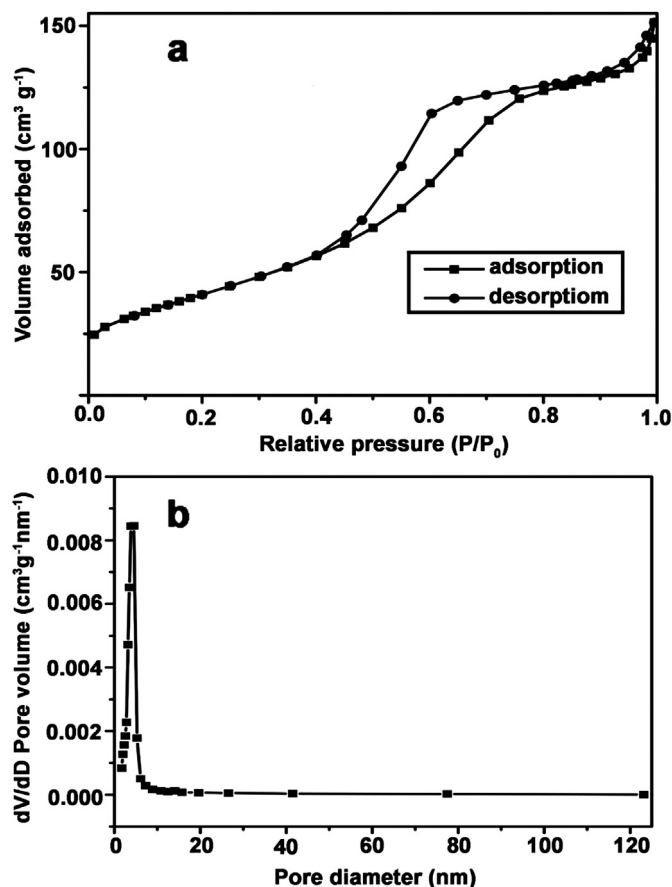 a
150
100
50
Volume adsorbed (cm³ g⁻¹)
adsorption
desorptiom
0.0 0.2 0.4 0.6 0.8 1.0
Relative pressure (P/P₀)
b
0.010
0.008
0.006
0.004
0.002
0.000
dV/dD Pore volume (cm³g⁻¹nm⁻¹)
0 20 40 60 80 100 120
Pore diameter (nm)